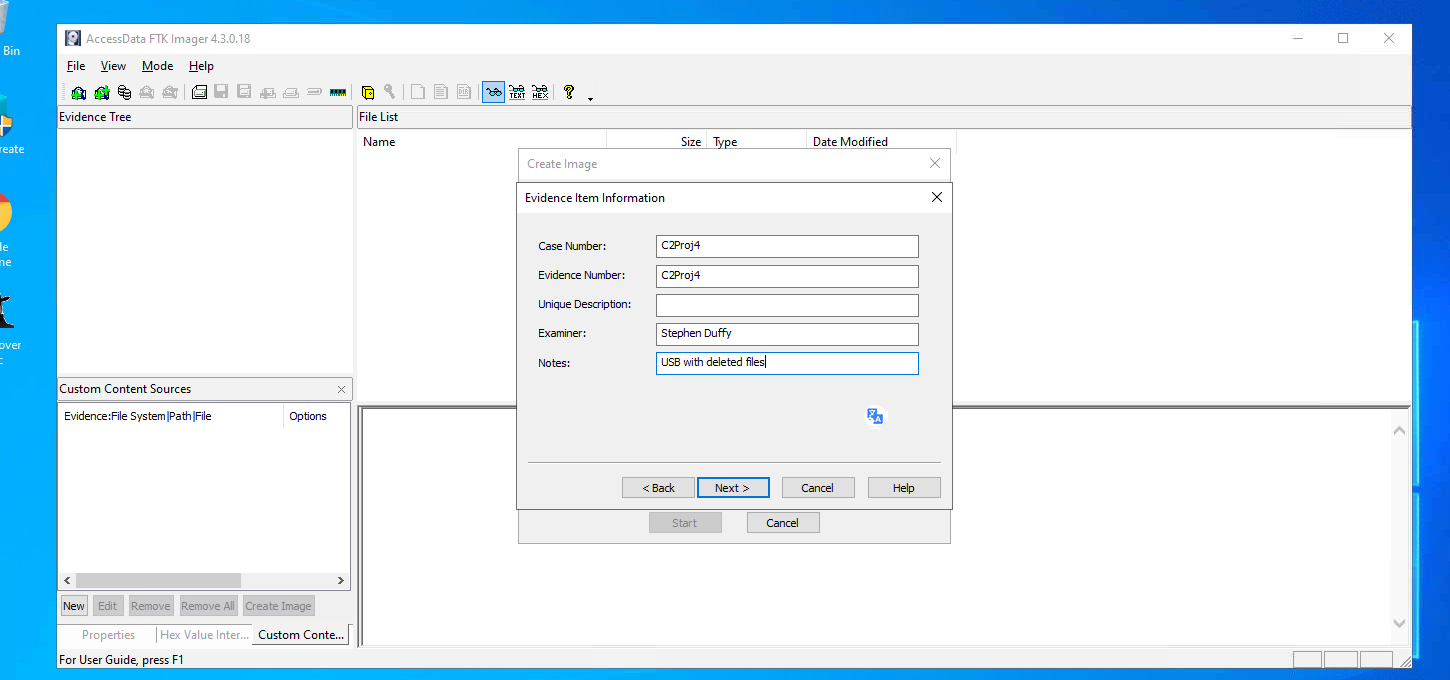 Bin
AccessData FTK Imager 4.3.0.18
File View Mode Help
TEXT HEX
Evidence Tree
File List
Name Size Type Date Modified
reate
Create Image
Evidence Item Information
Case Number: C2Proj4
Evidence Number: C2Proj4
Unique Description:
Examiner: Stephen Duffy
Notes: USB with deleted files
le
ne
over
c
Custom Content Sources
Evidence:File System|Path|File Options
< Back Next > Cancel Help
Start Cancel
New Edit Remove Remove All Create Image
Properties Hex Value Inter... Custom Conte...
For User Guide, press F1